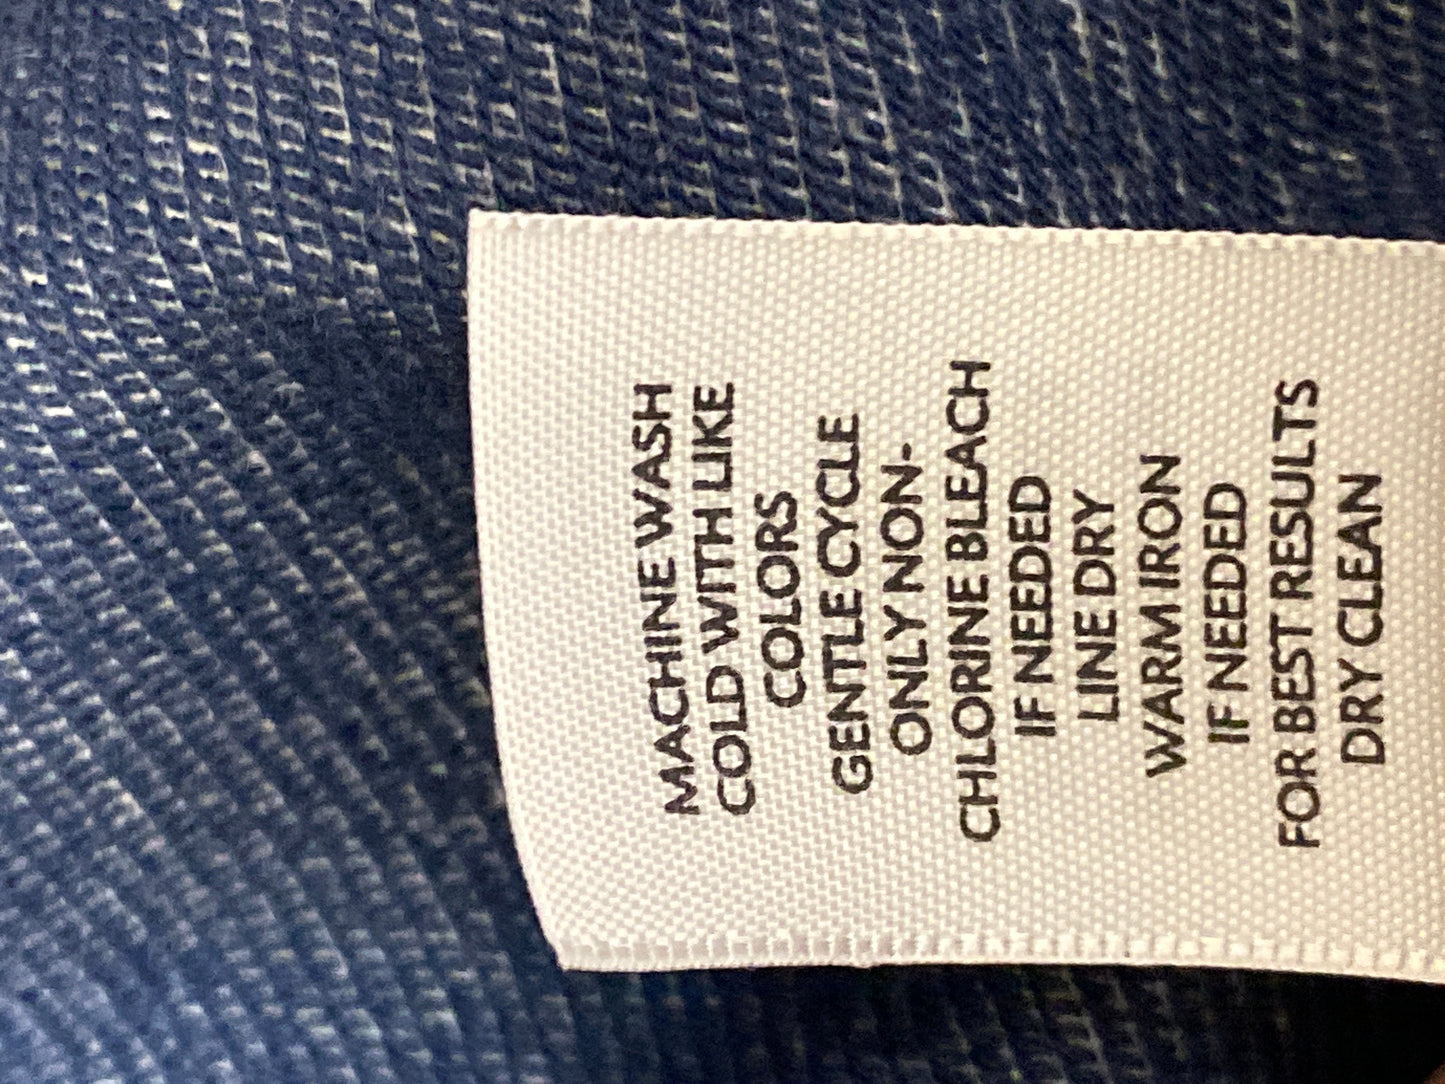 MACHINE WASH
COLD WITH LIKE
COLORS
GENTLE CYCLE
ONLY NON-
CHLORINE BLEACH
IF NEEDED
LINE DRY
WARM IRON
IF NEEDED
FOR BEST RESULTS
DRY CLEAN